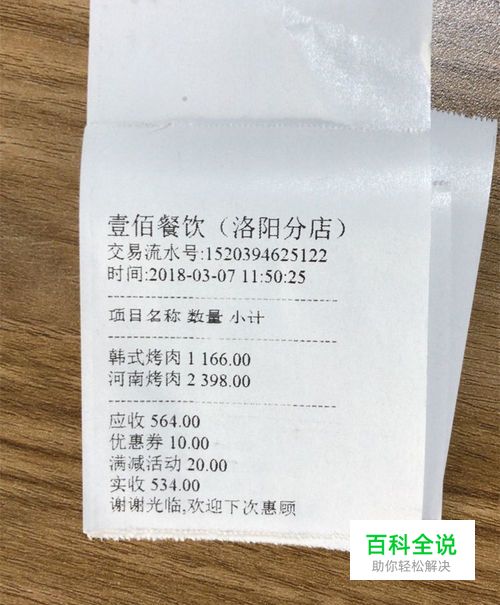 壹佰餐饮（洛阳分店）
交易流水号:1520394625122
时间:2018-03-07 11:50:25
项目名称 数量 小计
韩式烤肉 1 166.00
河南烤肉 2 398.00
应收 564.00
优惠券 10.00
满减活动 20.00
实收 534.00
谢谢光临,欢迎下次惠顾
百科全说
助你轻松解决